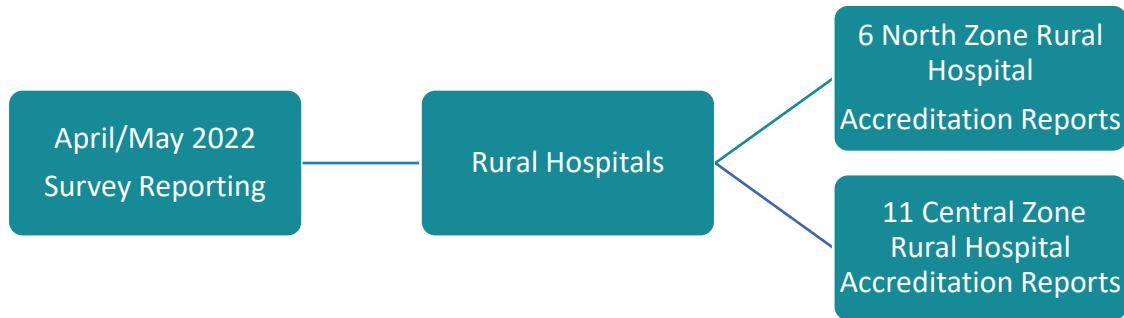 April/May 2022
Survey Reporting
Rural Hospitals
6 North Zone Rural
Hospital
Accreditation Reports
11 Central Zone
Rural Hospital
Accreditation Reports